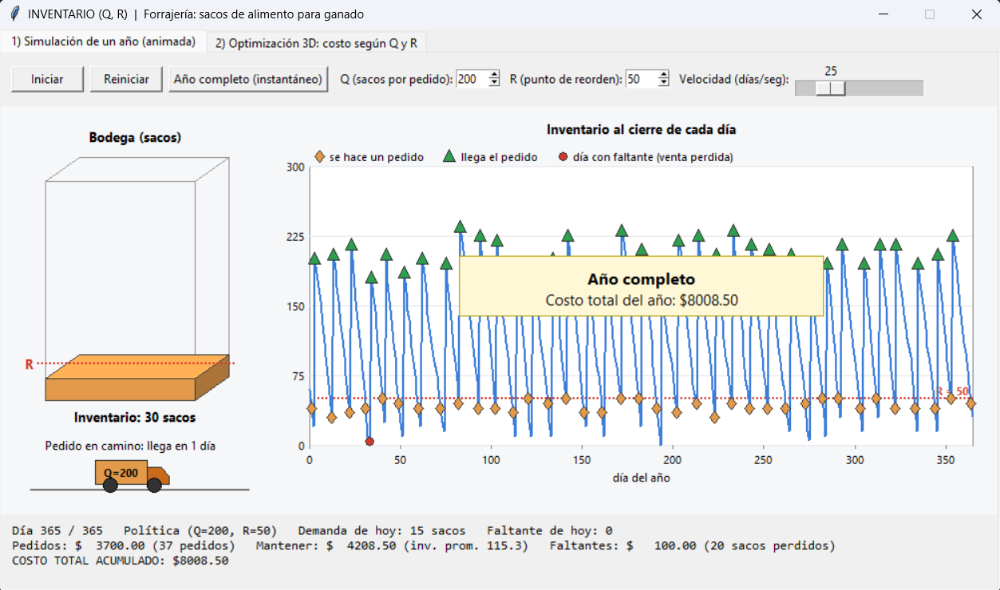 INVENTARIO (Q, R)  |  Forrajería: sacos de alimento para ganado
1) Simulación de un año (animada)
2) Optimización 3D: costo según Q y R
Iniciar
Reiniciar
Año completo (instantáneo)
Q (sacos por pedido): 200
R (punto de reorden): 50
Velocidad (días/seg):
25
Bodega (sacos)
Inventario al cierre de cada día
se hace un pedido
llega el pedido
día con faltante (venta perdida)
300
225
Año completo
Costo total del año: $8008.50
150
R
75
R = 50
Inventario: 30 sacos
Pedido en camino: llega en 1 día
0
0 50 100 150 200 250 300 350
Q=200
día del año
Día 365 / 365   Política (Q=200, R=50)   Demanda de hoy: 15 sacos   Faltante de hoy: 0
Pedidos: $  3700.00 (37 pedidos)   Mantener: $  4208.50 (inv. prom. 115.3)   Faltantes: $   100.00 (20 sacos perdidos)
COSTO TOTAL ACUMULADO: $8008.50